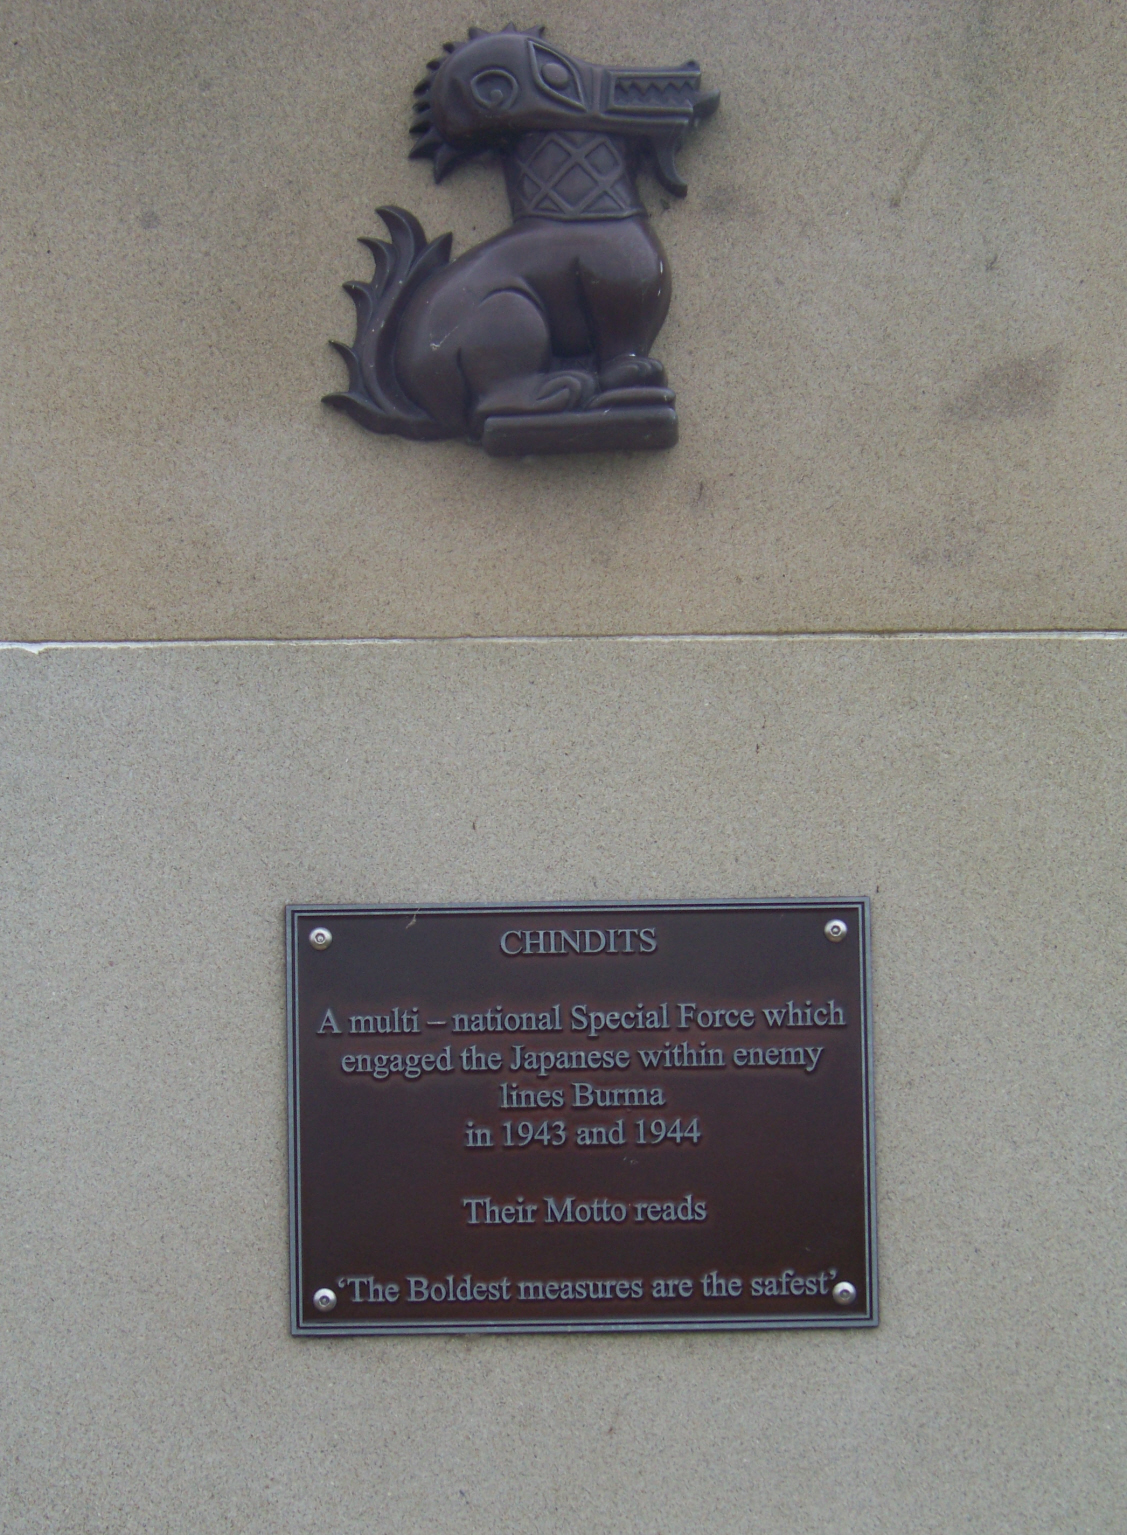 CHINDITS
A multi – national Special Force which
engaged the Japanese within enemy
lines Burma
in 1943 and 1944
Their Motto reads
‘The Boldest measures are the safest’